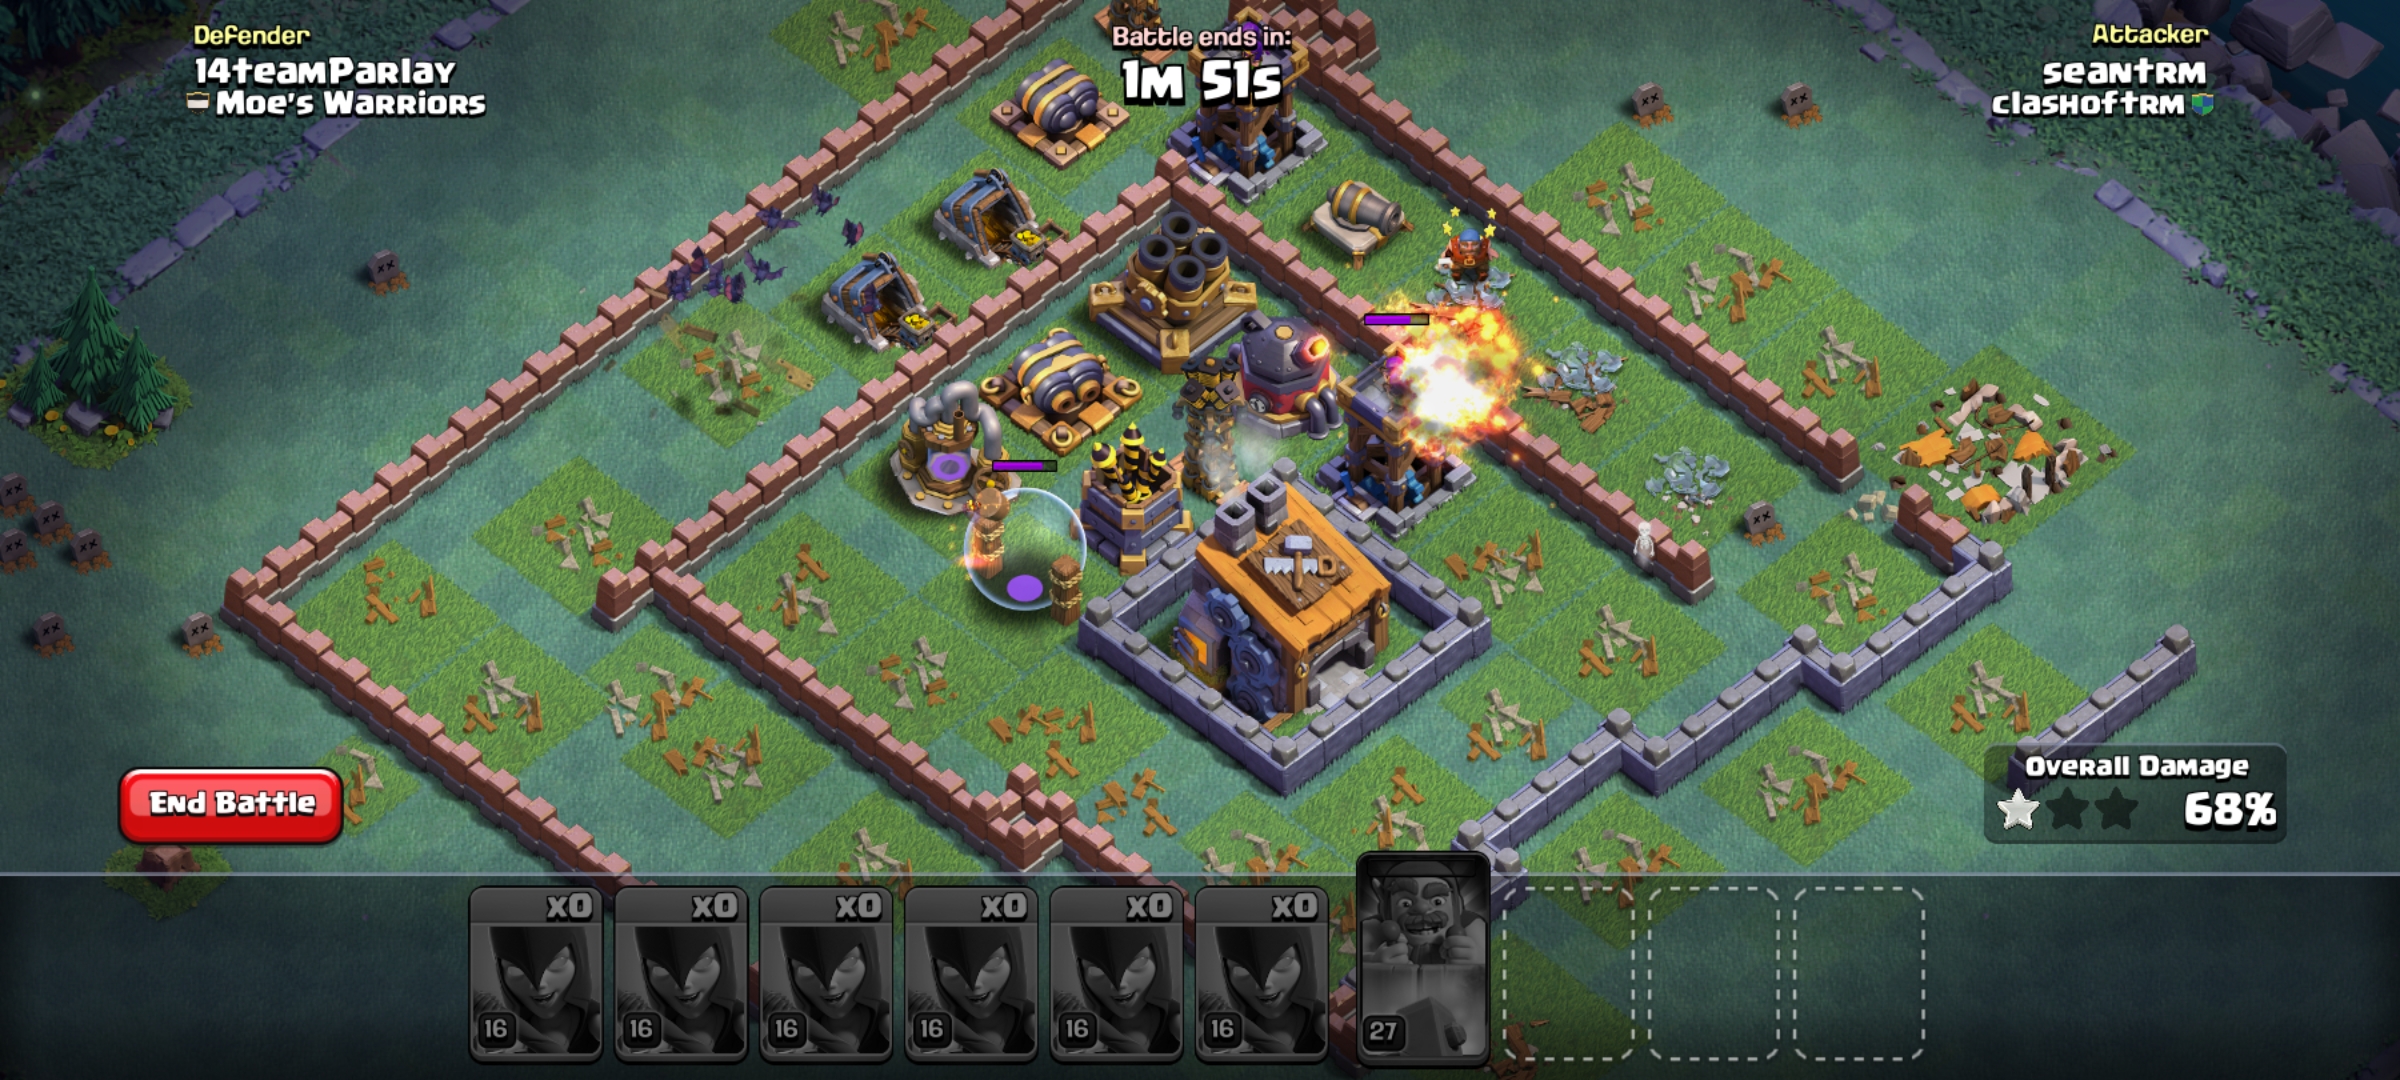 Defender
14teamParlay
Moe's Warriors
Battle ends in:
1M 51s
Attacker
seantrm
clashoftrm
End Battle
Overall Damage
68%
x0
x0
x0
x0
x0
x0
16
16
16
16
16
16
27